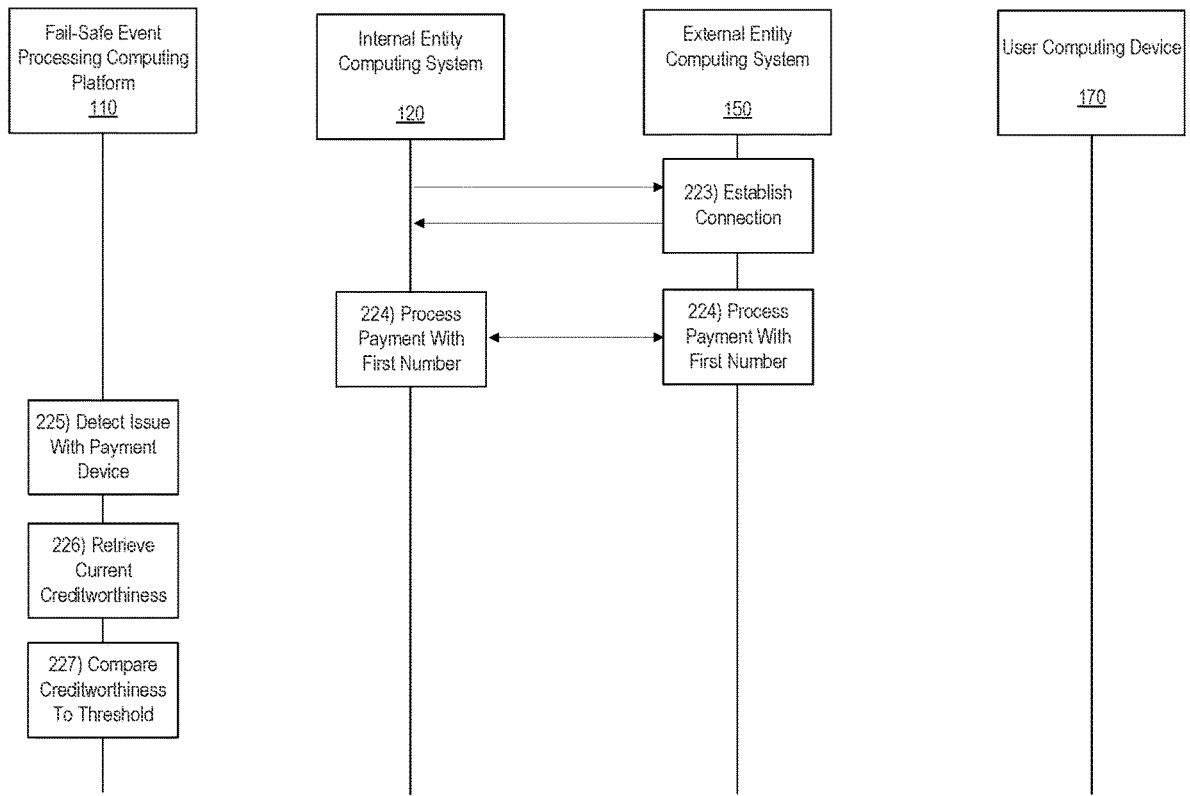 Fail-Safe Event
Processing Computing
Platform
110
Internal Entity
Computing System
120
External Entity
Computing System
150
User Computing Device
170
223) Establish
Connection
224) Process
Payment With
First Number
224) Process
Payment With
First Number
225) Detect Issue
With Payment
Device
226) Retrieve
Current
Creditworthiness
227) Compare
Creditworthiness
To Threshold